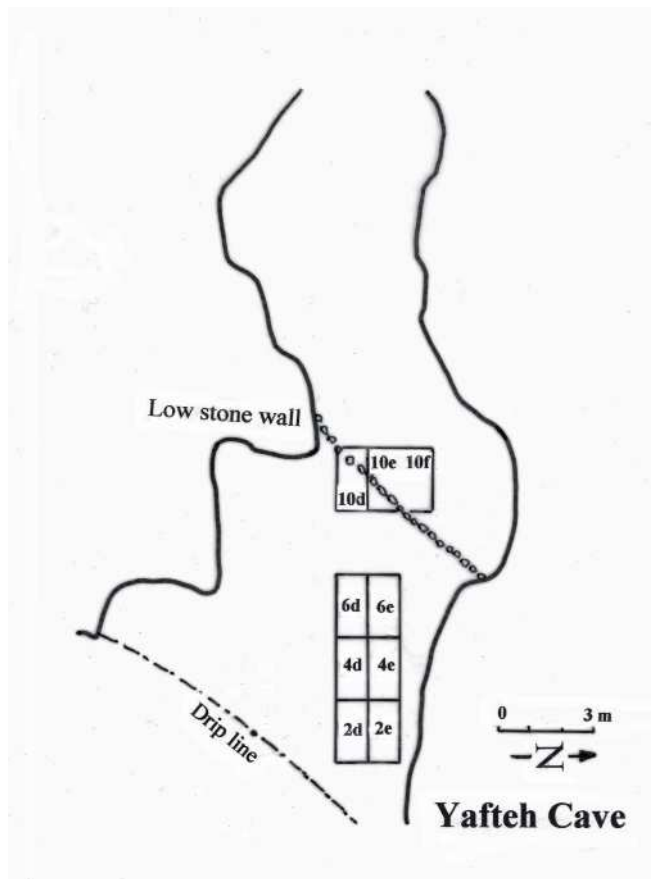 Low stone wall
10e 10f
10d
6d 6e
4d 4e
2d 2e
Drip line
0 3 m
N
Yafteh Cave